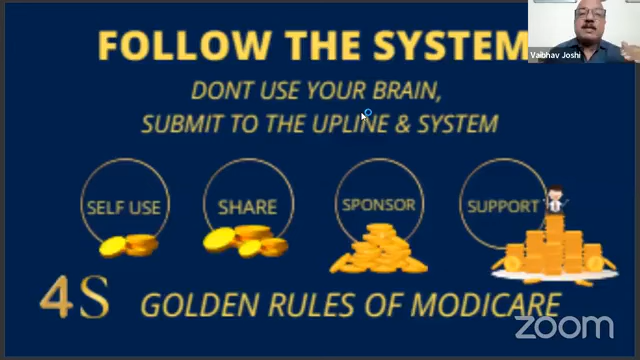 FOLLOW THE SYSTEM
Vaibhav Joshi
DONT USE YOUR BRAIN,
SUBMIT TO THE UPLINE & SYSTEM
SELF USE
SHARE
SPONSOR
SUPPORT
4S GOLDEN RULES OF MODICARE
zoom